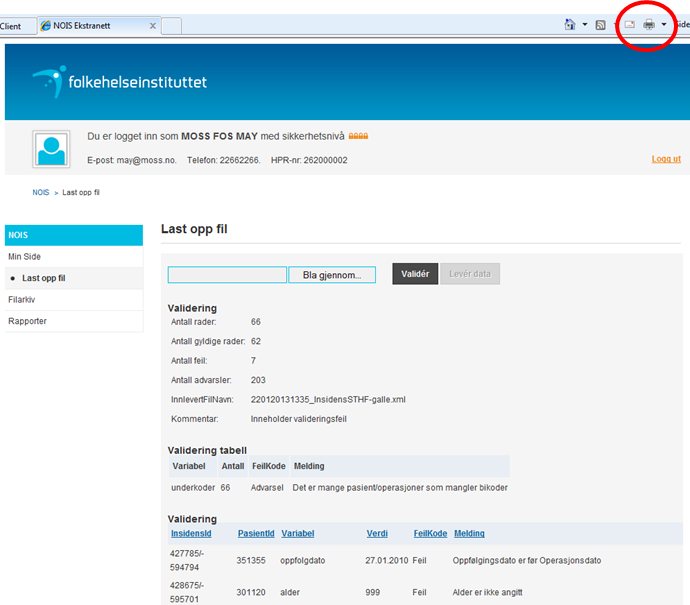 Client NOIS Ekstranett x Side
folkehelseinstituttet
Du er logget inn som MOSS FOS MAY med sikkerhetsnivå
E-post: may@moss.no. Telefon: 22662266. HPR-nr: 262000002 Logg ut
NOIS > Last opp fil
NOIS
Min Side
Last opp fil
Filarkiv
Rapporter
Last opp fil
Bla gjennom... Validér Levér data
Validering
Antall rader: 66
Antall gyldige rader: 62
Antall feil: 7
Antall advarsler: 203
InnlevertFilNavn: 220120131335_InsidensSTHF-galle.xml
Kommentar: Inneholder valideringsfeil
Validering tabell
Variabel Antall FeilKode Melding
underkoder 66 Advarsel Det er mange pasient/operasjoner som mangler bikoder
Validering
InsidensId PasientId Variabel Verdi FeilKode Melding
427785/-
594794 351355 oppfolgdato 27.01.2010 Feil Oppfølgingsdato er før Operasjonsdato
428675/-
595701 301120 alder 999 Feil Alder er ikke angitt